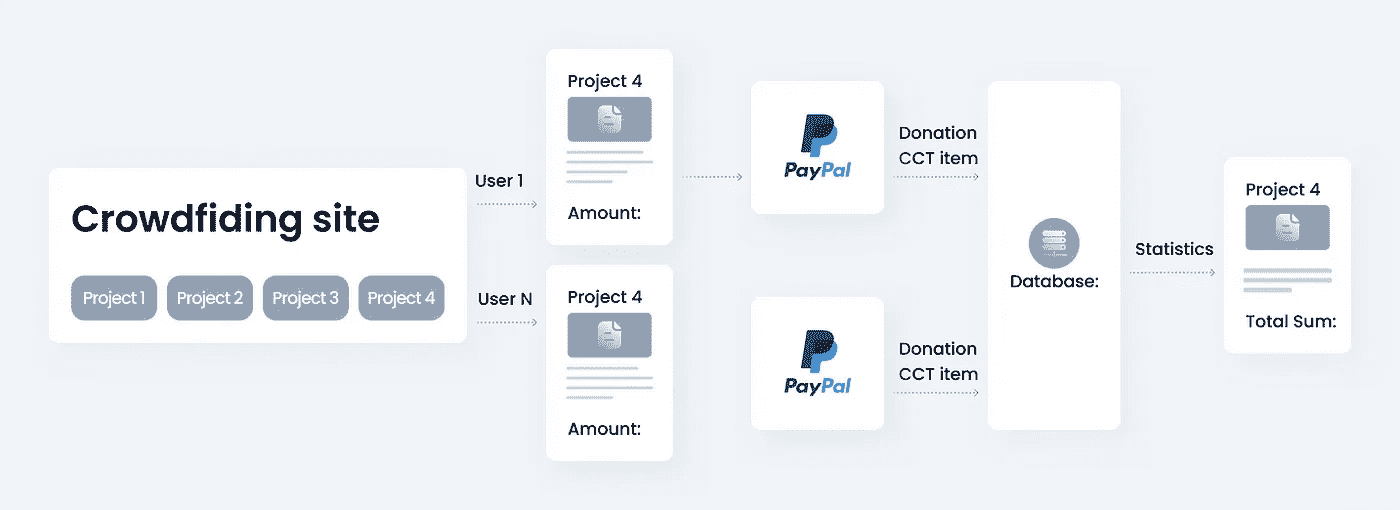 Crowdfiding site
Project 1
Project 2
Project 3
Project 4
User 1
User N
Project 4
Amount:
Project 4
Amount:
PayPal
PayPal
Donation
CCT item
Donation
CCT item
Database:
Statistics
Project 4
Total Sum: